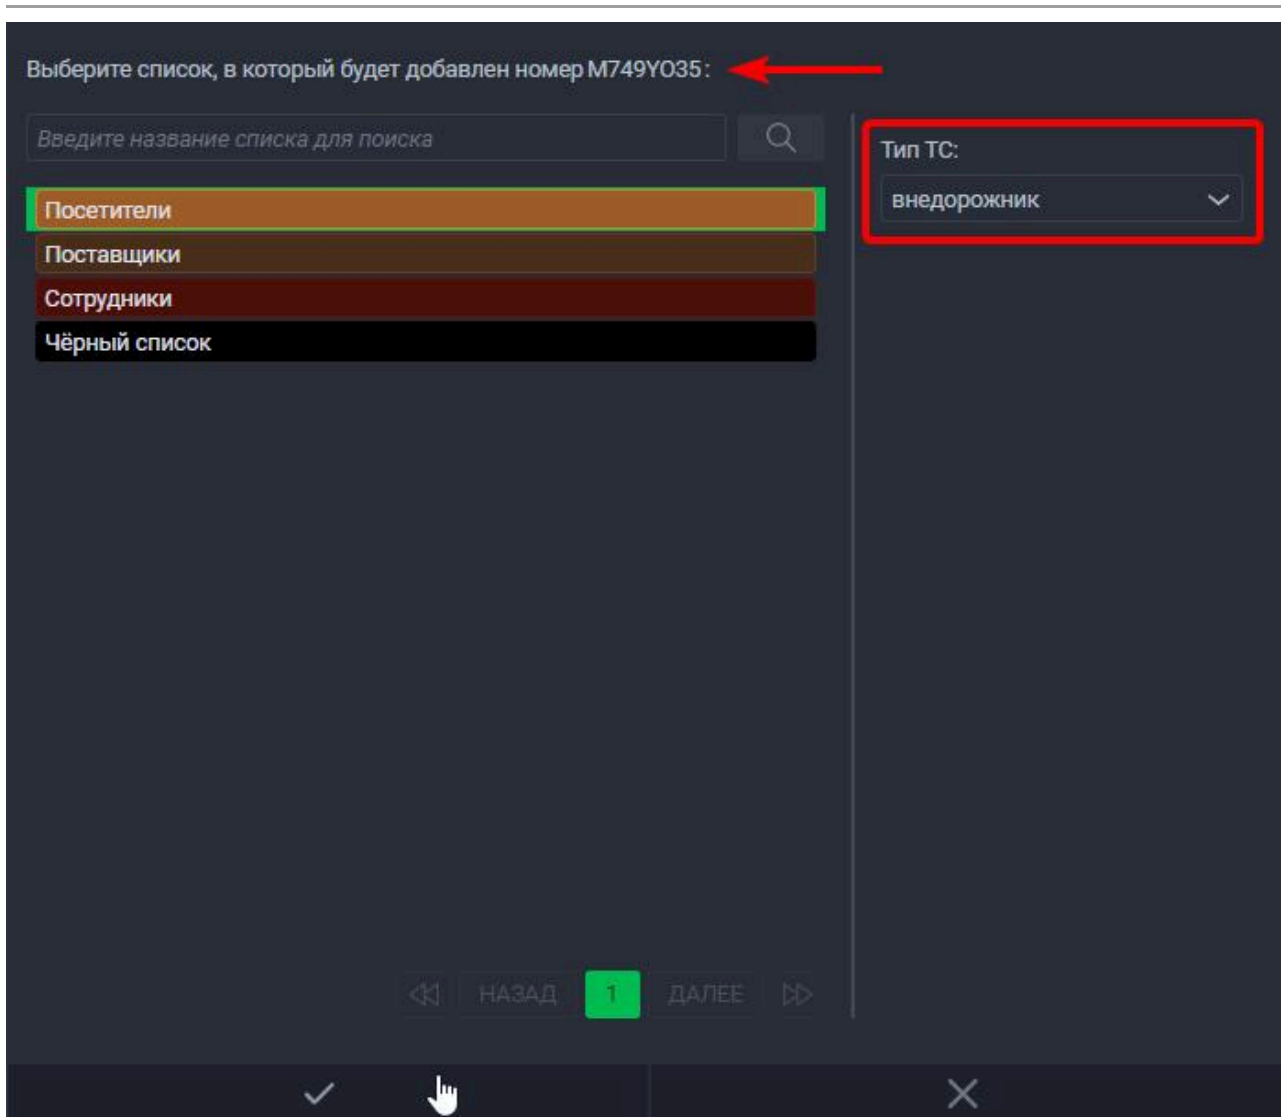 Выберите список, в который будет добавлен номер M749YO35:
Введите название списка для поиска
Посетители
Поставщики
Сотрудники
Чёрный список
Тип ТС:
внедорожник
НАЗАД 1 ДАЛЕЕ